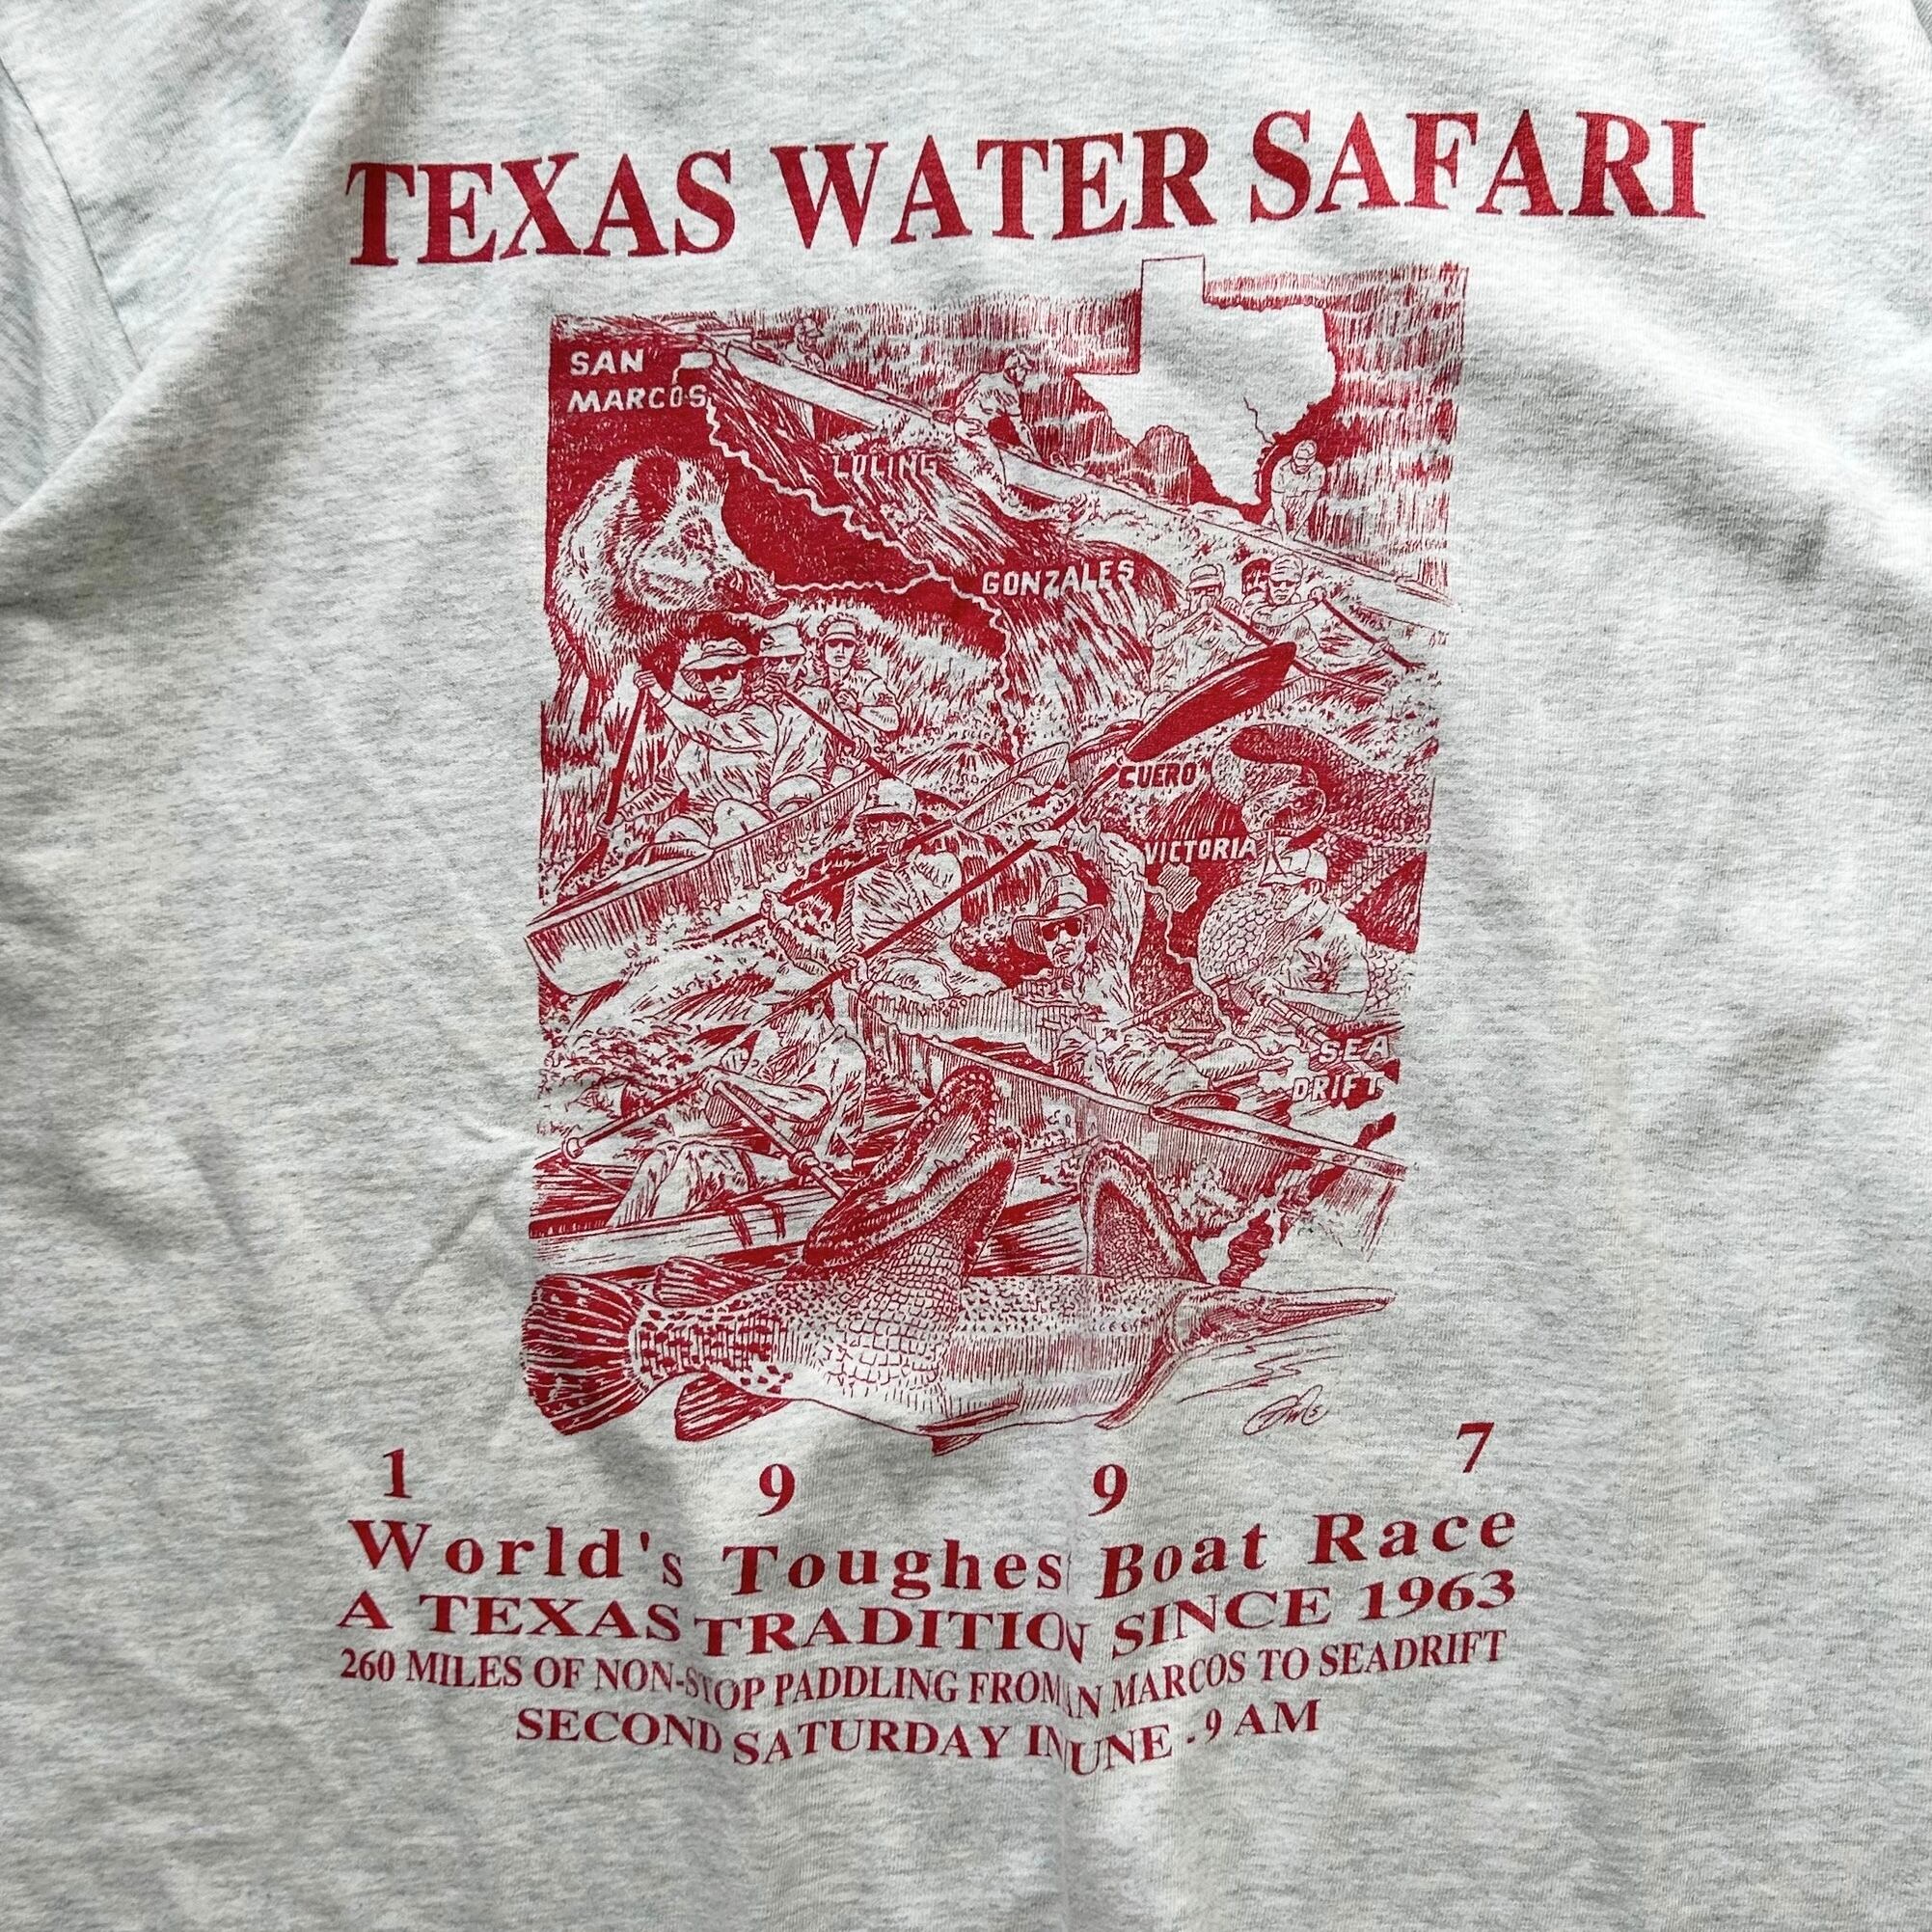 TEXAS WATER SAFARI
SAN
MARCOS
LULING
GONZALES
CUERO
VICTORIA
SEA
DRIFT
1 9 9 7
World's Toughes Boat Race
A TEXAS TRADITION SINCE 1963
260 MILES OF NON-STOP PADDLING FROM AN MARCOS TO SEADRIFT
SECOND SATURDAY IN UNE - 9 AM